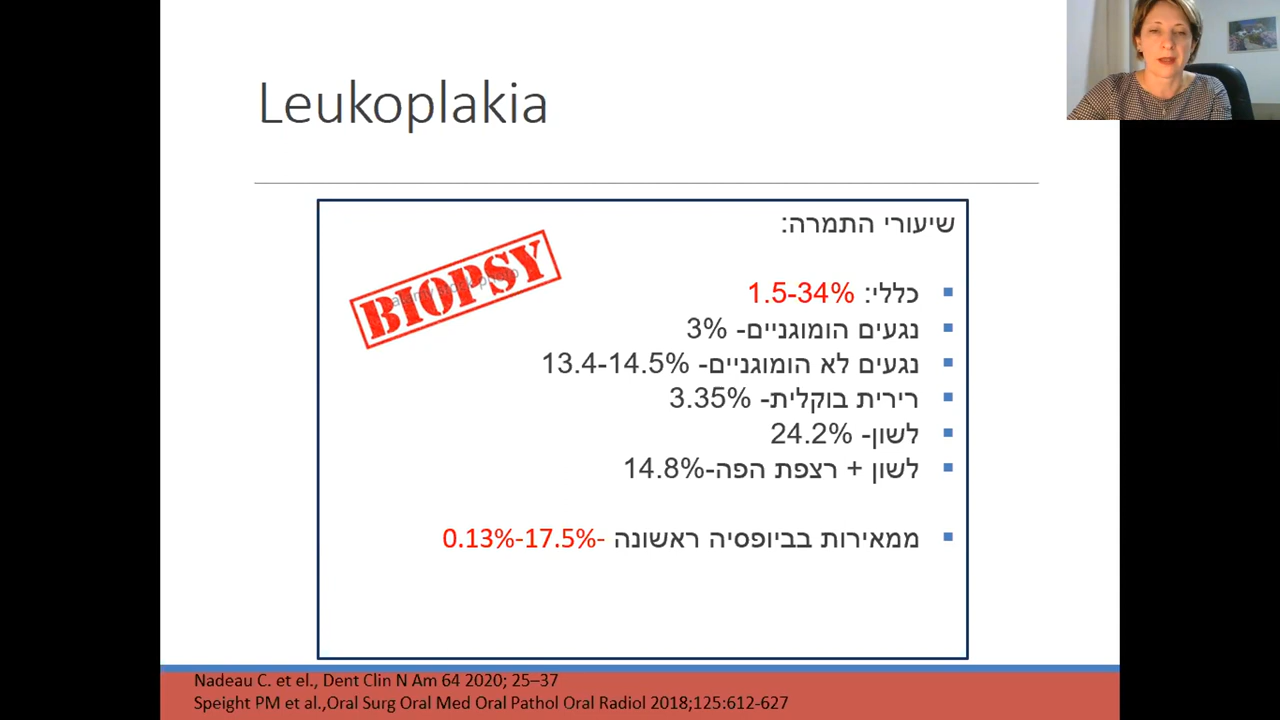 Leukoplakia
שיעורי התמרה:
BIOPSY
alamy stock photo
כללי: 1.5-34%
נגעים הומוגניים- 3%
נגעים לא הומוגניים- 13.4-14.5%
רירית בוקלית- 3.35%
לשון- 24.2%
לשון + רצפת הפה-14.8%
ממאירות בביופסיה ראשונה -0.13%-17.5%
Nadeau C. et el., Dent Clin N Am 64 2020; 25–37
Speight PM et al.,Oral Surg Oral Med Oral Pathol Oral Radiol 2018;125:612-627